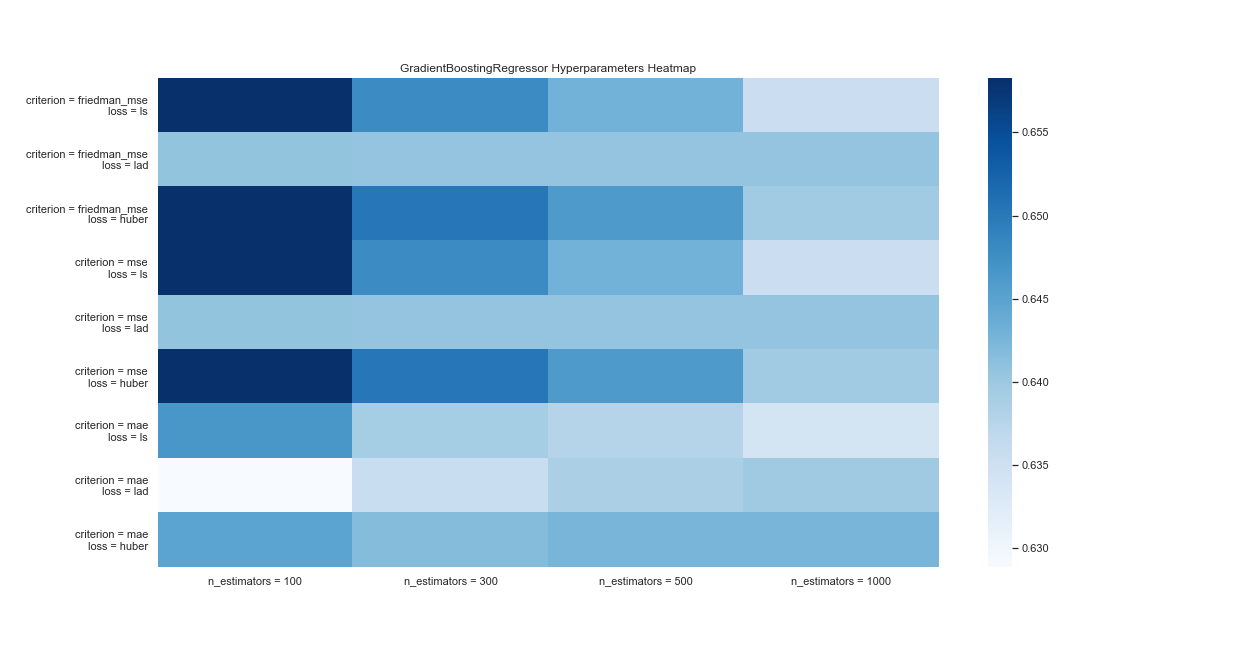 GradientBoostingRegressor Hyperparameters Heatmap
criterion = friedman_mse
loss = ls
criterion = friedman_mse
loss = lad
criterion = friedman_mse
loss = huber
criterion = mse
loss = ls
criterion = mse
loss = lad
criterion = mse
loss = huber
criterion = mae
loss = ls
criterion = mae
loss = lad
criterion = mae
loss = huber
n_estimators = 100
n_estimators = 300
n_estimators = 500
n_estimators = 1000
0.655
0.650
0.645
0.640
0.635
0.630